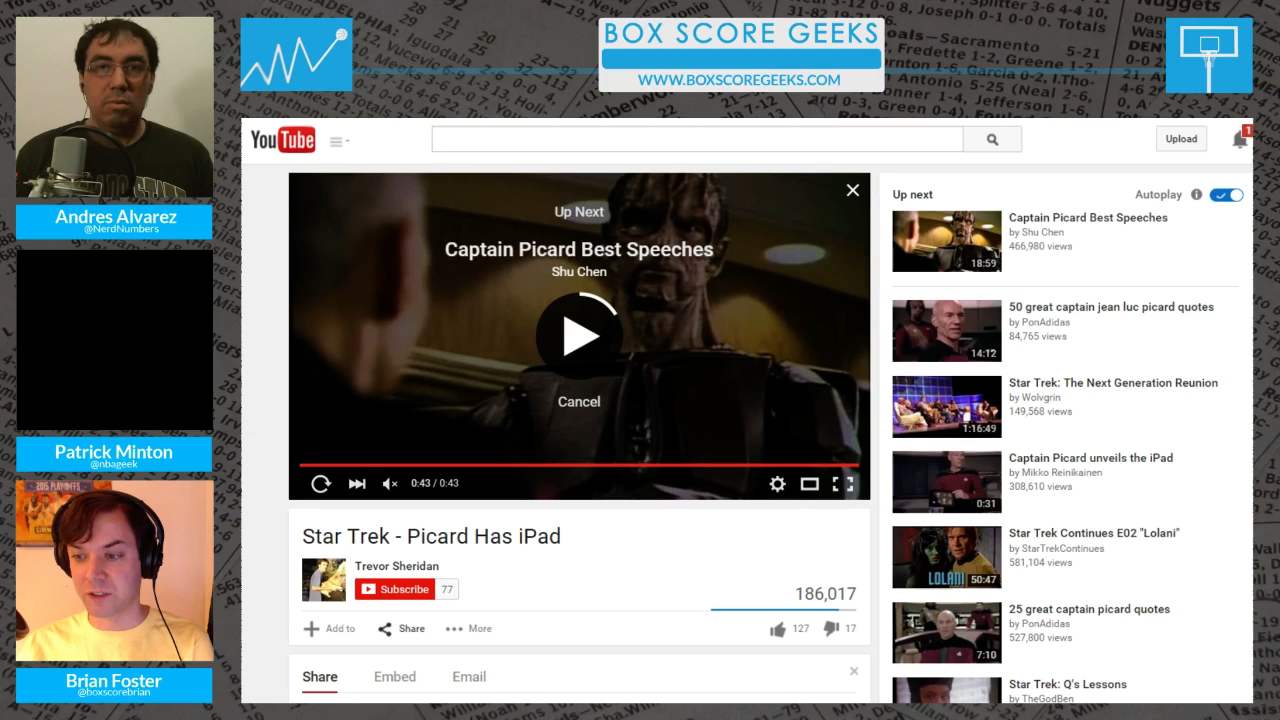 BOX SCORE GEEKS
WWW.BOXSCOREGEEKS.COM
Andres Alvarez
@NerdNumbers
Patrick Minton
@nbageek
2015 PLAYOFFS
Brian Foster
@boxscorebrian
YouTube
Upload
1
Up Next
Captain Picard Best Speeches
Shu Chen
Cancel
0:43 / 0:43
Star Trek - Picard Has iPad
Trevor Sheridan
Subscribe 77
186,017
Add to Share More
127 17
Share Embed Email
Up next Autoplay
Captain Picard Best Speeches
by Shu Chen
466,980 views
18:59
50 great captain jean luc picard quotes
by PonAdidas
84,765 views
14:12
Star Trek: The Next Generation Reunion
by Wolvgrin
149,568 views
1:16:49
Captain Picard unveils the iPad
by Mikko Reinikainen
308,610 views
0:31
Star Trek Continues E02 "Lolani"
by StarTrekContinues
581,104 views
LOLANI 50:47
25 great captain picard quotes
by PonAdidas
527,800 views
7:10
Star Trek: Q's Lessons
by TheGodBen